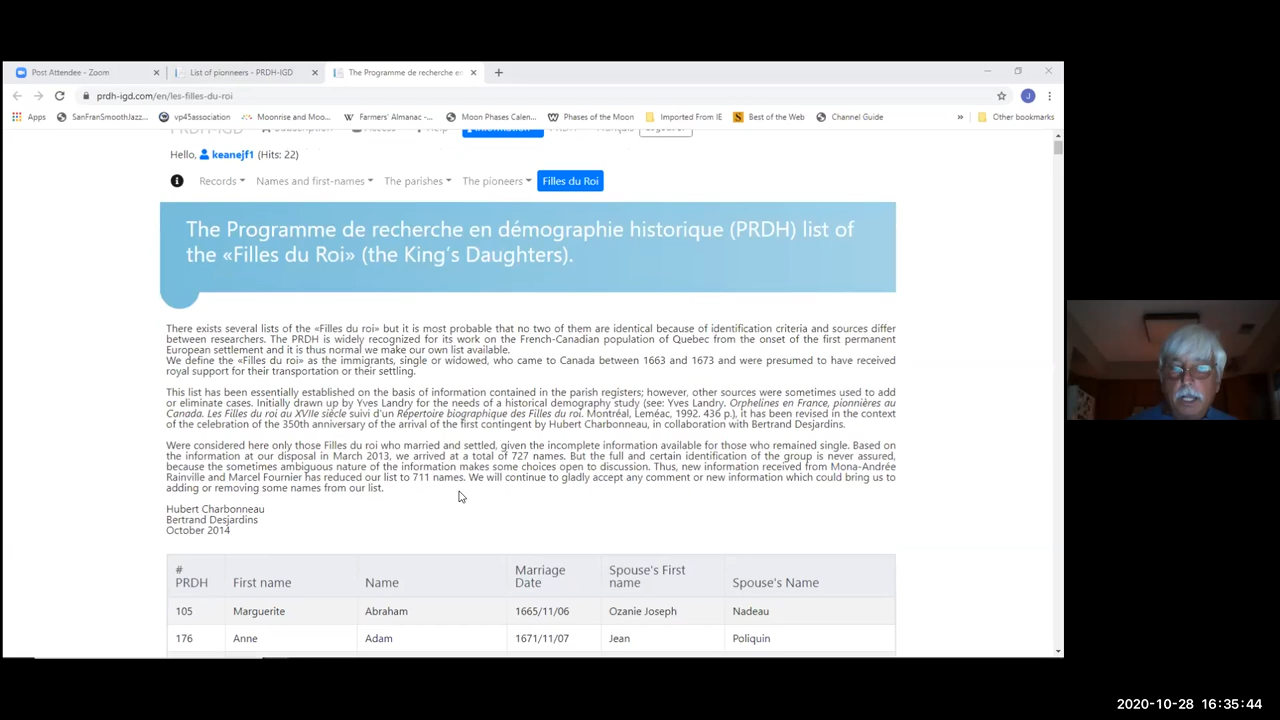 Post Attendee - Zoom
List of pionneers - PRDH-IGD
The Programme de recherche en
prdh-igd.com/en/les-filles-du-roi
J
Apps
SanFranSmoothJazz...
vp45association
Moonrise and Moo...
Farmers' Almanac -...
Moon Phases Calen...
Phases of the Moon
Imported From IE
Best of the Web
Channel Guide
»
Other bookmarks
PRDH-IGD
Hello, keanejf1 (Hits: 22)
Records
Names and first-names
The parishes
The pioneers
Filles du Roi
The Programme de recherche en démographie historique (PRDH) list of
the «Filles du Roi» (the King's Daughters).
There exists several lists of the «Filles du roi» but it is most probable that no two of them are identical because of identification criteria and sources differ
between researchers. The PRDH is widely recognized for its work on the French-Canadian population of Quebec from the onset of the first permanent
European settlement and it is thus normal we make our own list available.
We define the «Filles du roi» as the immigrants, single or widowed, who came to Canada between 1663 and 1673 and were presumed to have received
royal support for their transportation or their settling.
This list has been essentially established on the basis of information contained in the parish registers; however, other sources were sometimes used to add
or eliminate cases. Initially drawn up by Yves Landry for the needs of a historical demography study (see: Yves Landry. Orphelines en France, pionnières au
Canada. Les Filles du roi au XVIIe siècle suivi d'un Répertoire biographique des Filles du roi. Montréal, Leméac, 1992. 436 p.), it has been revised in the context
of the celebration of the 350th anniversary of the arrival of the first contingent by Hubert Charbonneau, in collaboration with Bertrand Desjardins.
Were considered here only those Filles du roi who married and settled, given the incomplete information available for those who remained single. Based on
the information at our disposal in March 2013, we arrived at a total of 727 names. But the full and certain identification of the group is never assured,
because the sometimes ambiguous nature of the information makes some choices open to discussion. Thus, new information received from Mona-Andrée
Rainville and Marcel Fournier has reduced our list to 711 names. We will continue to gladly accept any comment or new information which could bring us to
adding or removing some names from our list.
Hubert Charbonneau
Bertrand Desjardins
October 2014
# PRDH First name Name Marriage Date Spouse's First name Spouse's Name
105 Marguerite Abraham 1665/11/06 Ozanie Joseph Nadeau
176 Anne Adam 1671/11/07 Jean Poliquin
2020-10-28 16:35:44